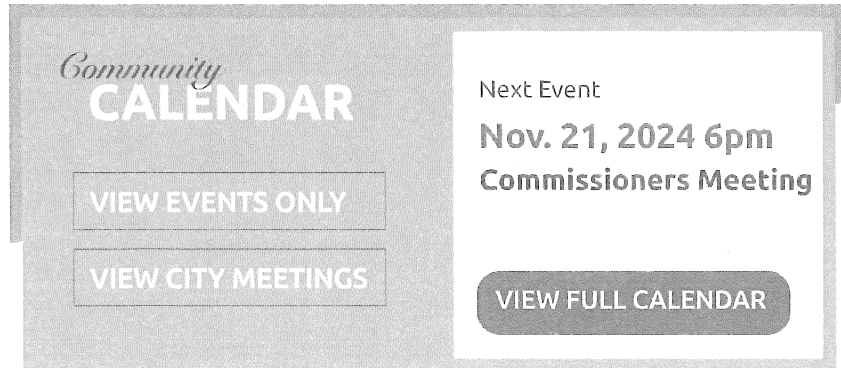 Community
CALENDAR
VIEW EVENTS ONLY
VIEW CITY MEETINGS
Next Event
Nov. 21, 2024 6pm
Commissioners Meeting
VIEW FULL CALENDAR